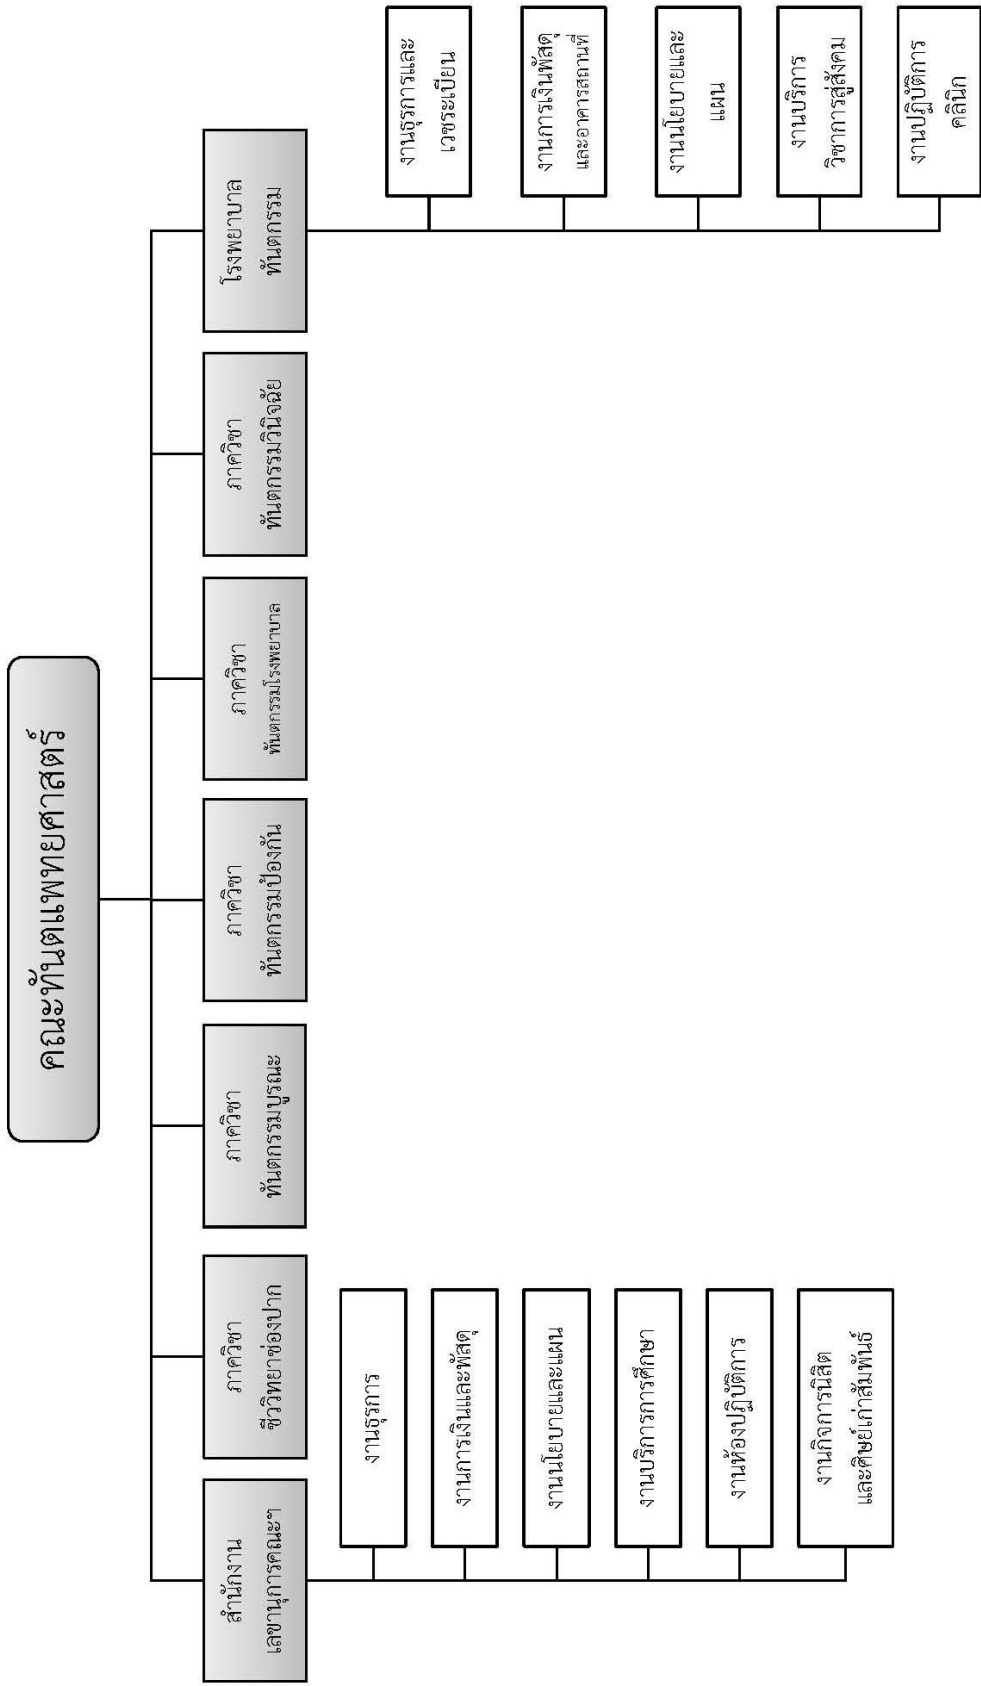 คณะทันตแพทยศาสตร์
สำนักงาน
เลขานุการคณะฯ
งานธุรการ
งานการเงินและพัสดุ
งานนโยบายและแผน
งานบริการการศึกษา
งานห้องปฏิบัติการ
งานกิจการนิสิต
และศิษย์เก่าสัมพันธ์
ภาควิชา
ชีววิทยาช่องปาก
ภาควิชา
ทันตกรรมบูรณะ
ภาควิชา
ทันตกรรมป้องกัน
ภาควิชา
ทันตกรรมโรงพยาบาล
ภาควิชา
ทันตกรรมวินิจฉัย
โรงพยาบาล
ทันตกรรม
งานธุรการและ
เวชระเบียน
งานการเงินพัสดุ
และอาคารสถานที่
งานนโยบายและ
แผน
งานบริการ
วิชาการสู่สังคม
งานปฏิบัติการ
คลินิก